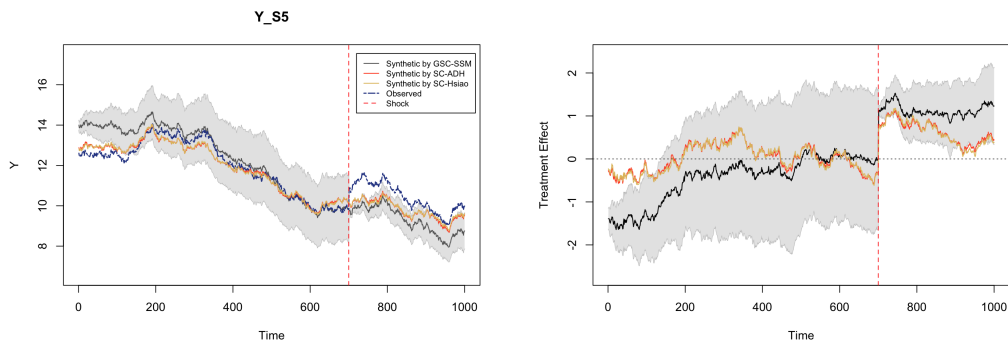 Y_S5
Y
16
14
12
10
8
Synthetic by GSC-SSM
Synthetic by SC-ADH
Synthetic by SC-Hsiao
Observed
Shock
0 200 400 600 800 1000
Time
Treatment Effect
2
1
0
-1
-2
0 200 400 600 800 1000
Time